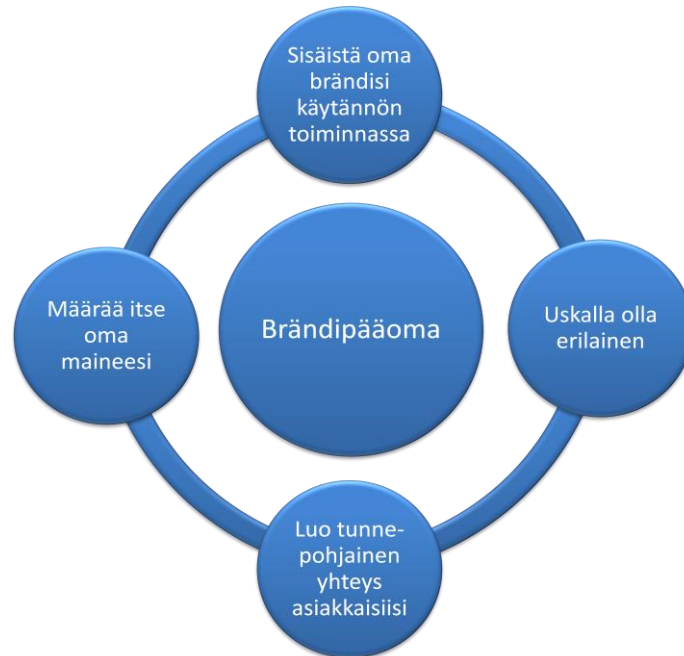 Sisäistä oma
brändisi
käytännön
toiminnassa
Määrää itse
oma
maineesi
Brändipääoma
Uskalla olla
erilainen
Luo tunne-
pohjainen
yhteys
asiakkaisiisi